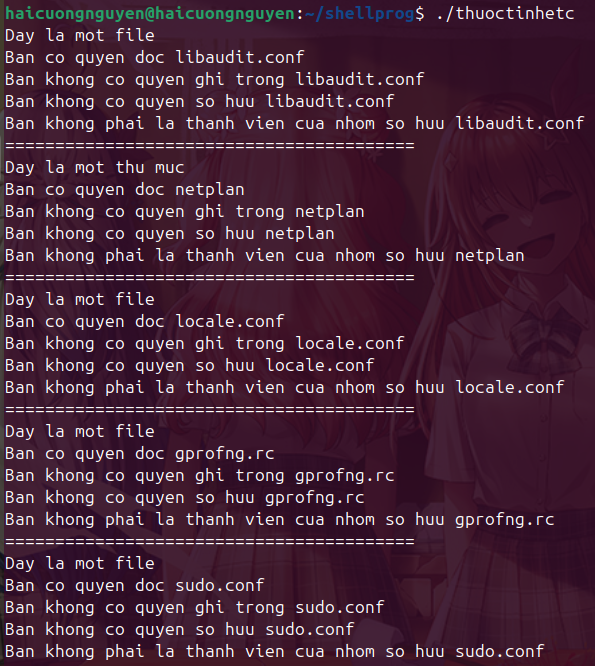 haicuongnguyen@haicuongnguyen:~/shellprog$ ./thuoctinhetc
Day la mot file
Ban co quyen doc libaudit.conf
Ban khong co quyen ghi trong libaudit.conf
Ban khong co quyen so huu libaudit.conf
Ban khong phai la thanh vien cua nhom so huu libaudit.conf
=========================================
Day la mot thu muc
Ban co quyen doc netplan
Ban khong co quyen ghi trong netplan
Ban khong co quyen so huu netplan
Ban khong phai la thanh vien cua nhom so huu netplan
=========================================
Day la mot file
Ban co quyen doc locale.conf
Ban khong co quyen ghi trong locale.conf
Ban khong co quyen so huu locale.conf
Ban khong phai la thanh vien cua nhom so huu locale.conf
=========================================
Day la mot file
Ban co quyen doc gprofng.rc
Ban khong co quyen ghi trong gprofng.rc
Ban khong co quyen so huu gprofng.rc
Ban khong phai la thanh vien cua nhom so huu gprofng.rc
=========================================
Day la mot file
Ban co quyen doc sudo.conf
Ban khong co quyen ghi trong sudo.conf
Ban khong co quyen so huu sudo.conf
Ban khong phai la thanh vien cua nhom so huu sudo.conf